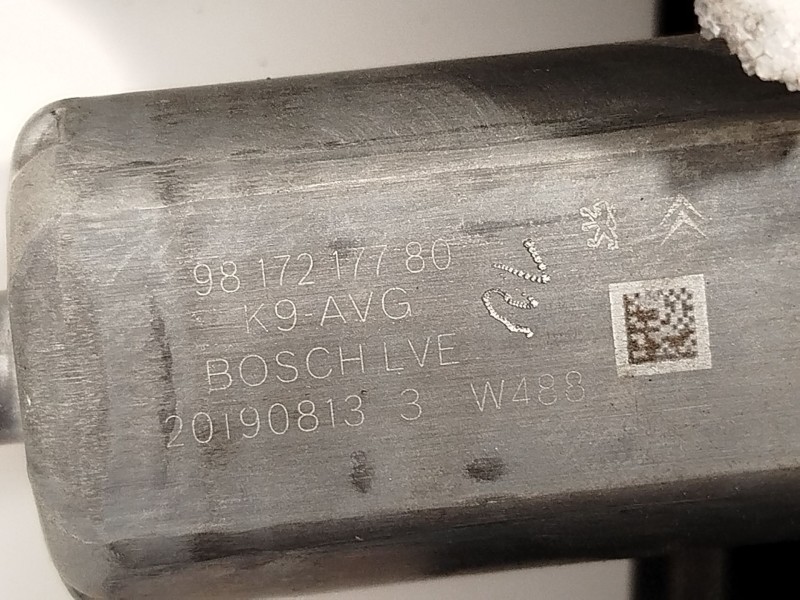 98 172 177 80
K9-AVG
BOSCH LVE
20190813 3 W488